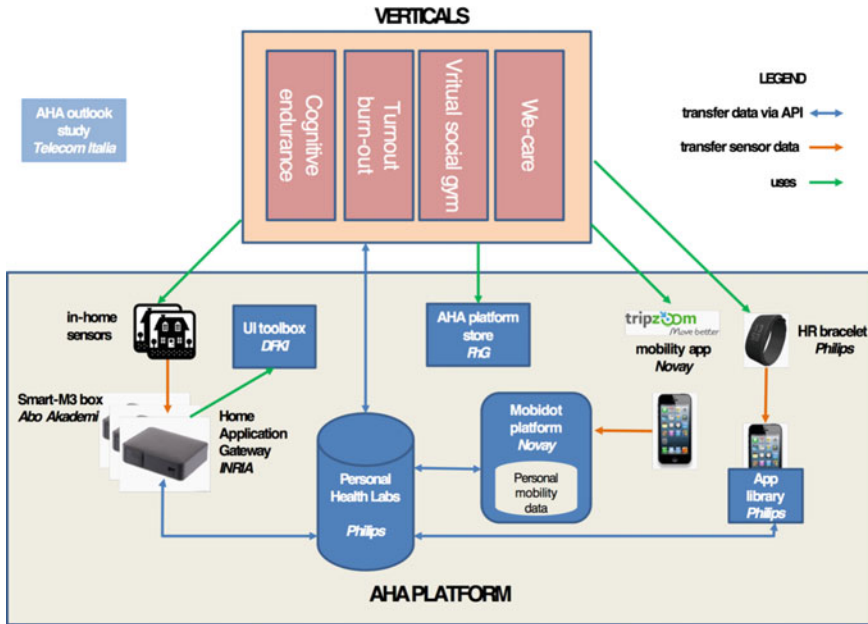 VERTICALS
Cognitive
endurance
Turnout
burn-out
Vritual social gym
We-care
AHA outlook
study
Telecom Italia
LEGEND
transfer data via API
transfer sensor data
uses
in-home
sensors
UI toolbox
DFKI
AHA platform
store
FnG
tripzoom
Move better
mobility app
Novay
HR bracelet
Philips
Smart-M3 box
Abo Akademi
Home
Application
Gateway
INRIA
Personal
Health Labs
Philips
Mobidot
platform
Novay
Personal
mobility
data
App
library
Philips
AHA PLATFORM